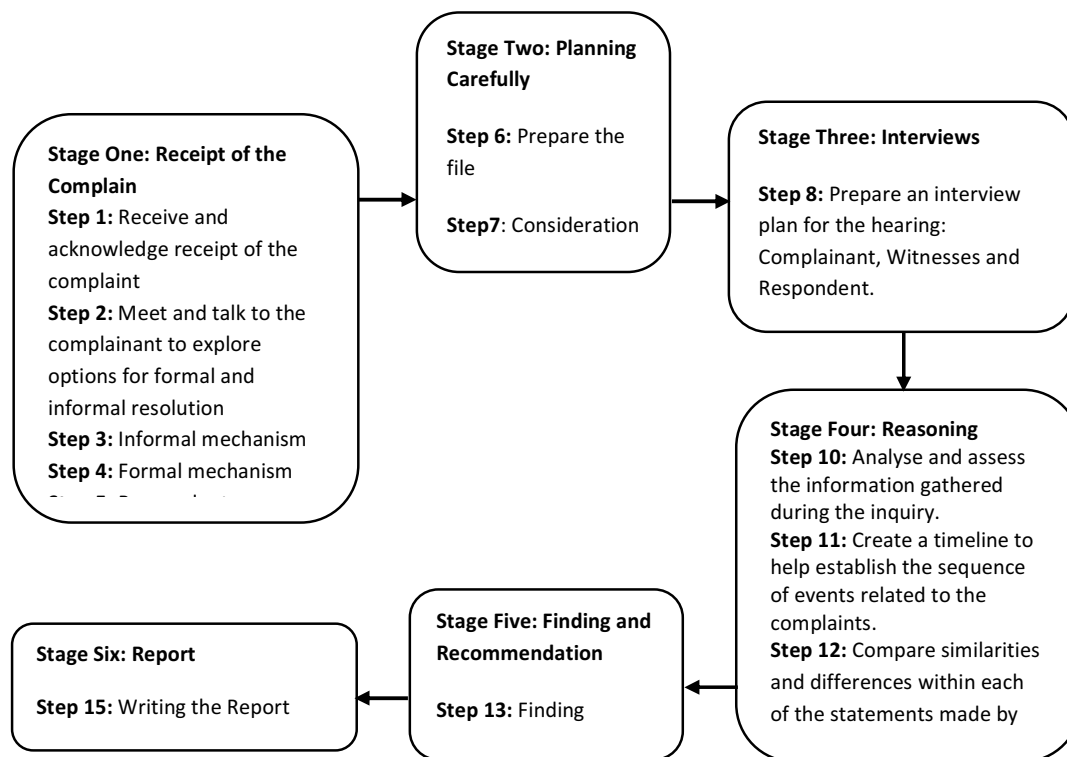 Stage One: Receipt of the
Complain
Step 1: Receive and
acknowledge receipt of the
complaint
Step 2: Meet and talk to the
complainant to explore
options for formal and
informal resolution
Step 3: Informal mechanism
Step 4: Formal mechanism
Stage Two: Planning
Carefully
Step 6: Prepare the
file
Step7: Consideration
Stage Three: Interviews
Step 8: Prepare an interview
plan for the hearing:
Complainant, Witnesses and
Respondent.
Stage Four: Reasoning
Step 10: Analyse and assess
the information gathered
during the inquiry.
Step 11: Create a timeline to
help establish the sequence
of events related to the
complaints.
Step 12: Compare similarities
and differences within each
of the statements made by
Stage Five: Finding and
Recommendation
Step 13: Finding
Stage Six: Report
Step 15: Writing the Report